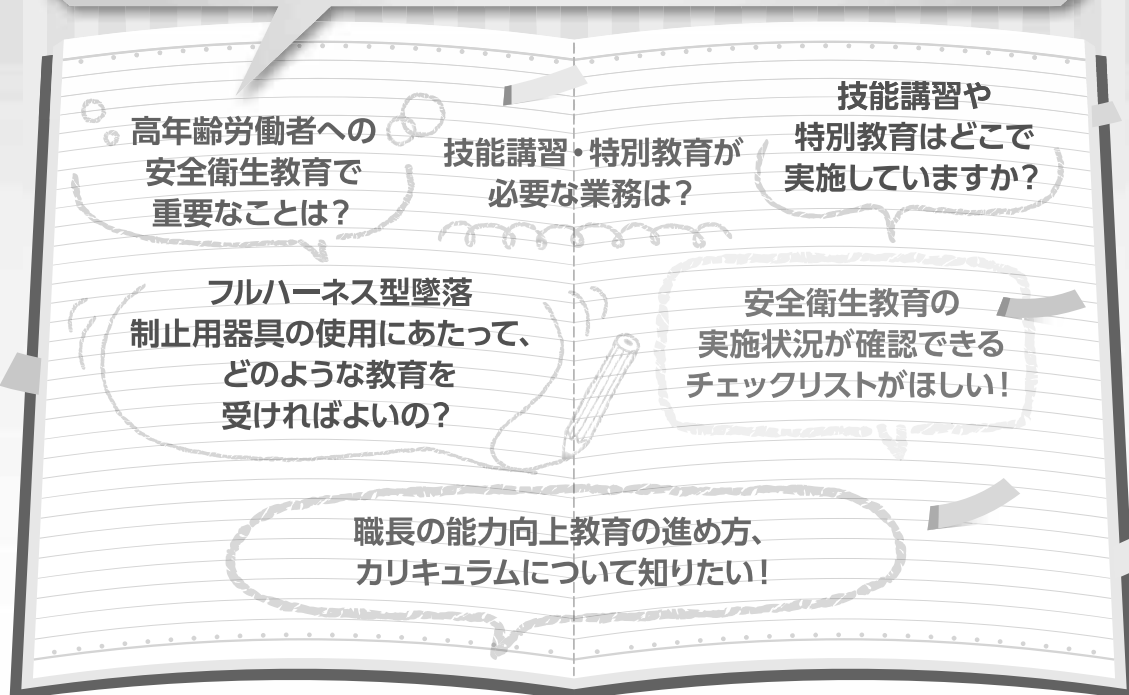 高年齢労働者への
安全衛生教育で
重要なことは？
技能講習・特別教育が
必要な業務は？
技能講習や
特別教育はどこで
実施していますか？
フルハーネス型墜落
制止用器具の使用にあたって、
どのような教育を
受ければよいの？
安全衛生教育の
実施状況が確認できる
チェックリストがほしい！
職長の能力向上教育の進め方、
カリキュラムについて知りたい！